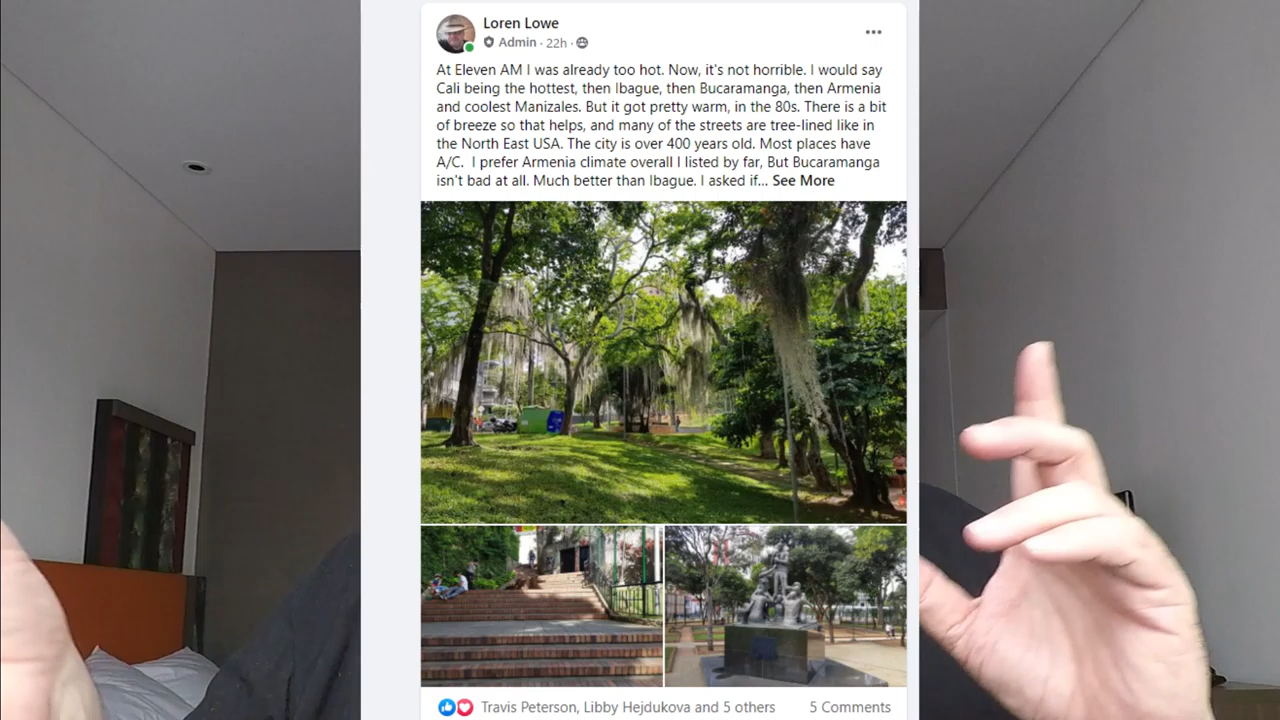 Loren Lowe
Admin · 22h ·
At Eleven AM I was already too hot. Now, it's not horrible. I would say
Cali being the hottest, then Ibague, then Bucaramanga, then Armenia
and coolest Manizales. But it got pretty warm, in the 80s. There is a bit
of breeze so that helps, and many of the streets are tree-lined like in
the North East USA. The city is over 400 years old. Most places have
A/C. I prefer Armenia climate overall I listed by far, But Bucaramanga
isn't bad at all. Much better than Ibague. I asked if... See More
Travis Peterson, Libby Hejdukova and 5 others 5 Comments